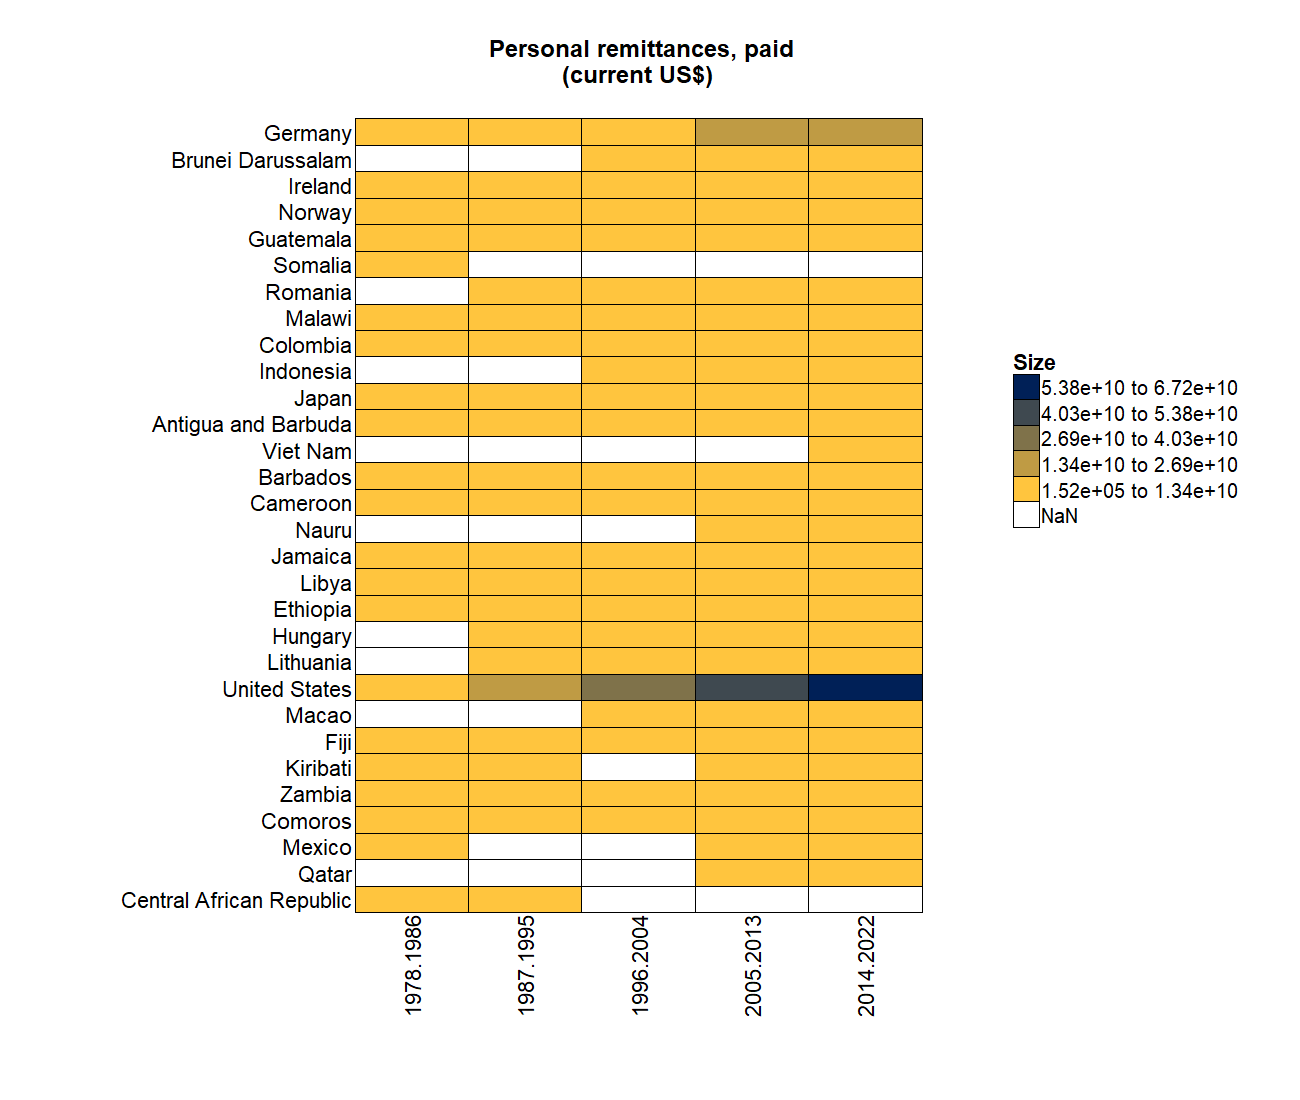 Personal remittances, paid
(current US$)
Germany
Brunei Darussalam
Ireland
Norway
Guatemala
Somalia
Romania
Malawi
Colombia
Indonesia
Japan
Antigua and Barbuda
Viet Nam
Barbados
Cameroon
Nauru
Jamaica
Libya
Ethiopia
Hungary
Lithuania
United States
Macao
Fiji
Kiribati
Zambia
Comoros
Mexico
Qatar
Central African Republic
1978.1986
1987.1995
1996.2004
2005.2013
2014.2022
Size
5.38e+10 to 6.72e+10
4.03e+10 to 5.38e+10
2.69e+10 to 4.03e+10
1.34e+10 to 2.69e+10
1.52e+05 to 1.34e+10
NaN